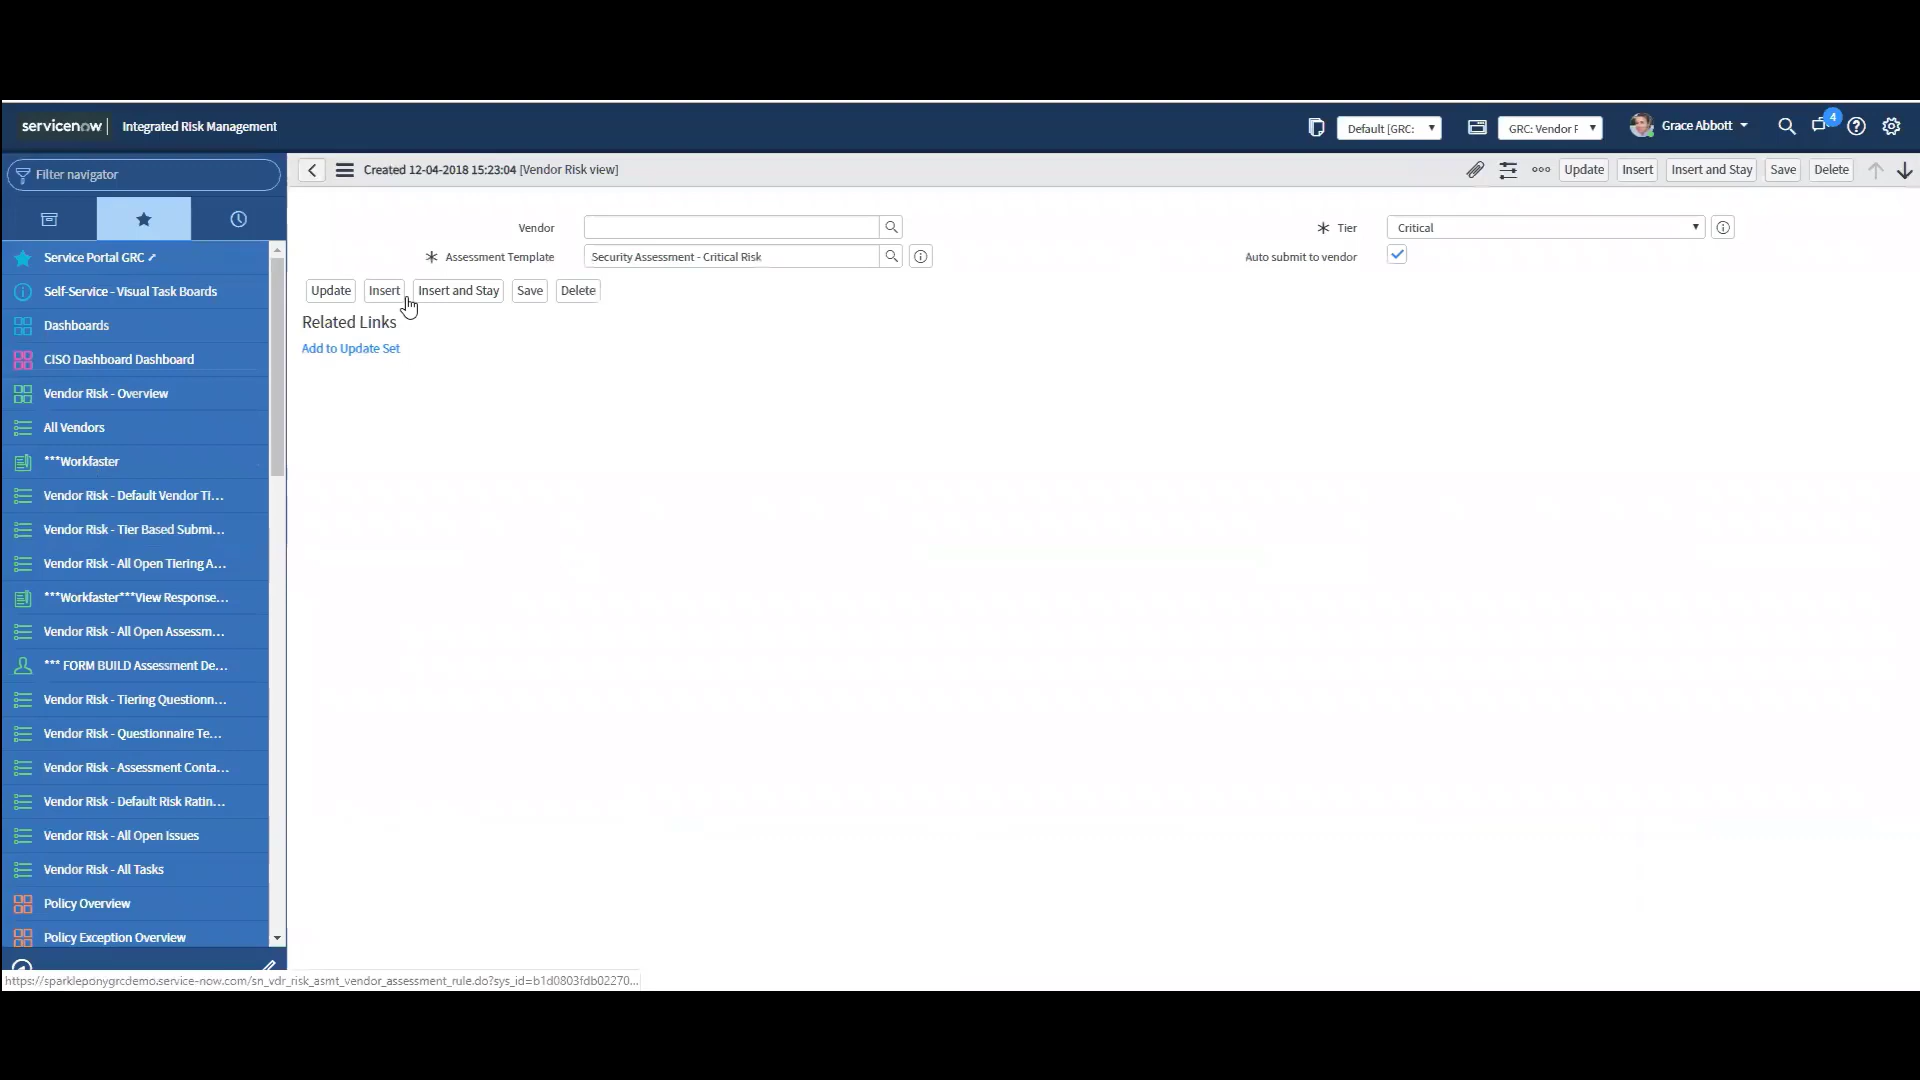 servicenow Integrated Risk Management
Default [GRC:
GRC: Vendor F
Grace Abbott
4
Filter navigator
Created 12-04-2018 15:23:04 [Vendor Risk view]
Update Insert Insert and Stay Save Delete
Vendor
Tier Critical
Assessment Template Security Assessment - Critical Risk
Auto submit to vendor
Update Insert Insert and Stay Save Delete
Related Links
Add to Update Set
Service Portal GRC
Self-Service - Visual Task Boards
Dashboards
CISO Dashboard Dashboard
Vendor Risk - Overview
All Vendors
***Workfaster
Vendor Risk - Default Vendor Ti...
Vendor Risk - Tier Based Submi...
Vendor Risk - All Open Tiering A...
***Workfaster***View Response...
Vendor Risk - All Open Assessm...
*** FORM BUILD Assessment De...
Vendor Risk - Tiering Questionn...
Vendor Risk - Questionnaire Te...
Vendor Risk - Assessment Conta...
Vendor Risk - Default Risk Ratin...
Vendor Risk - All Open Issues
Vendor Risk - All Tasks
Policy Overview
Policy Exception Overview
https://sparkleponygrcdemo.service-now.com/sn_vdr_risk_asmt_vendor_assessment_rule.do?sys_id=b1d0803fdb02270...